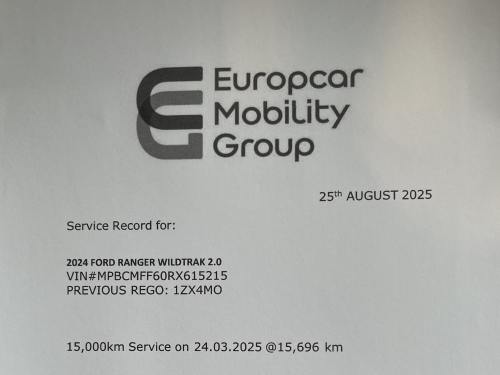 Europcar
Mobility
Group
25th AUGUST 2025
Service Record for:
2024 FORD RANGER WILDTRAK 2.0
VIN#MPBCMFF60RX615215
PREVIOUS REGO: 1ZX4MO
15,000km Service on 24.03.2025 @15,696 km